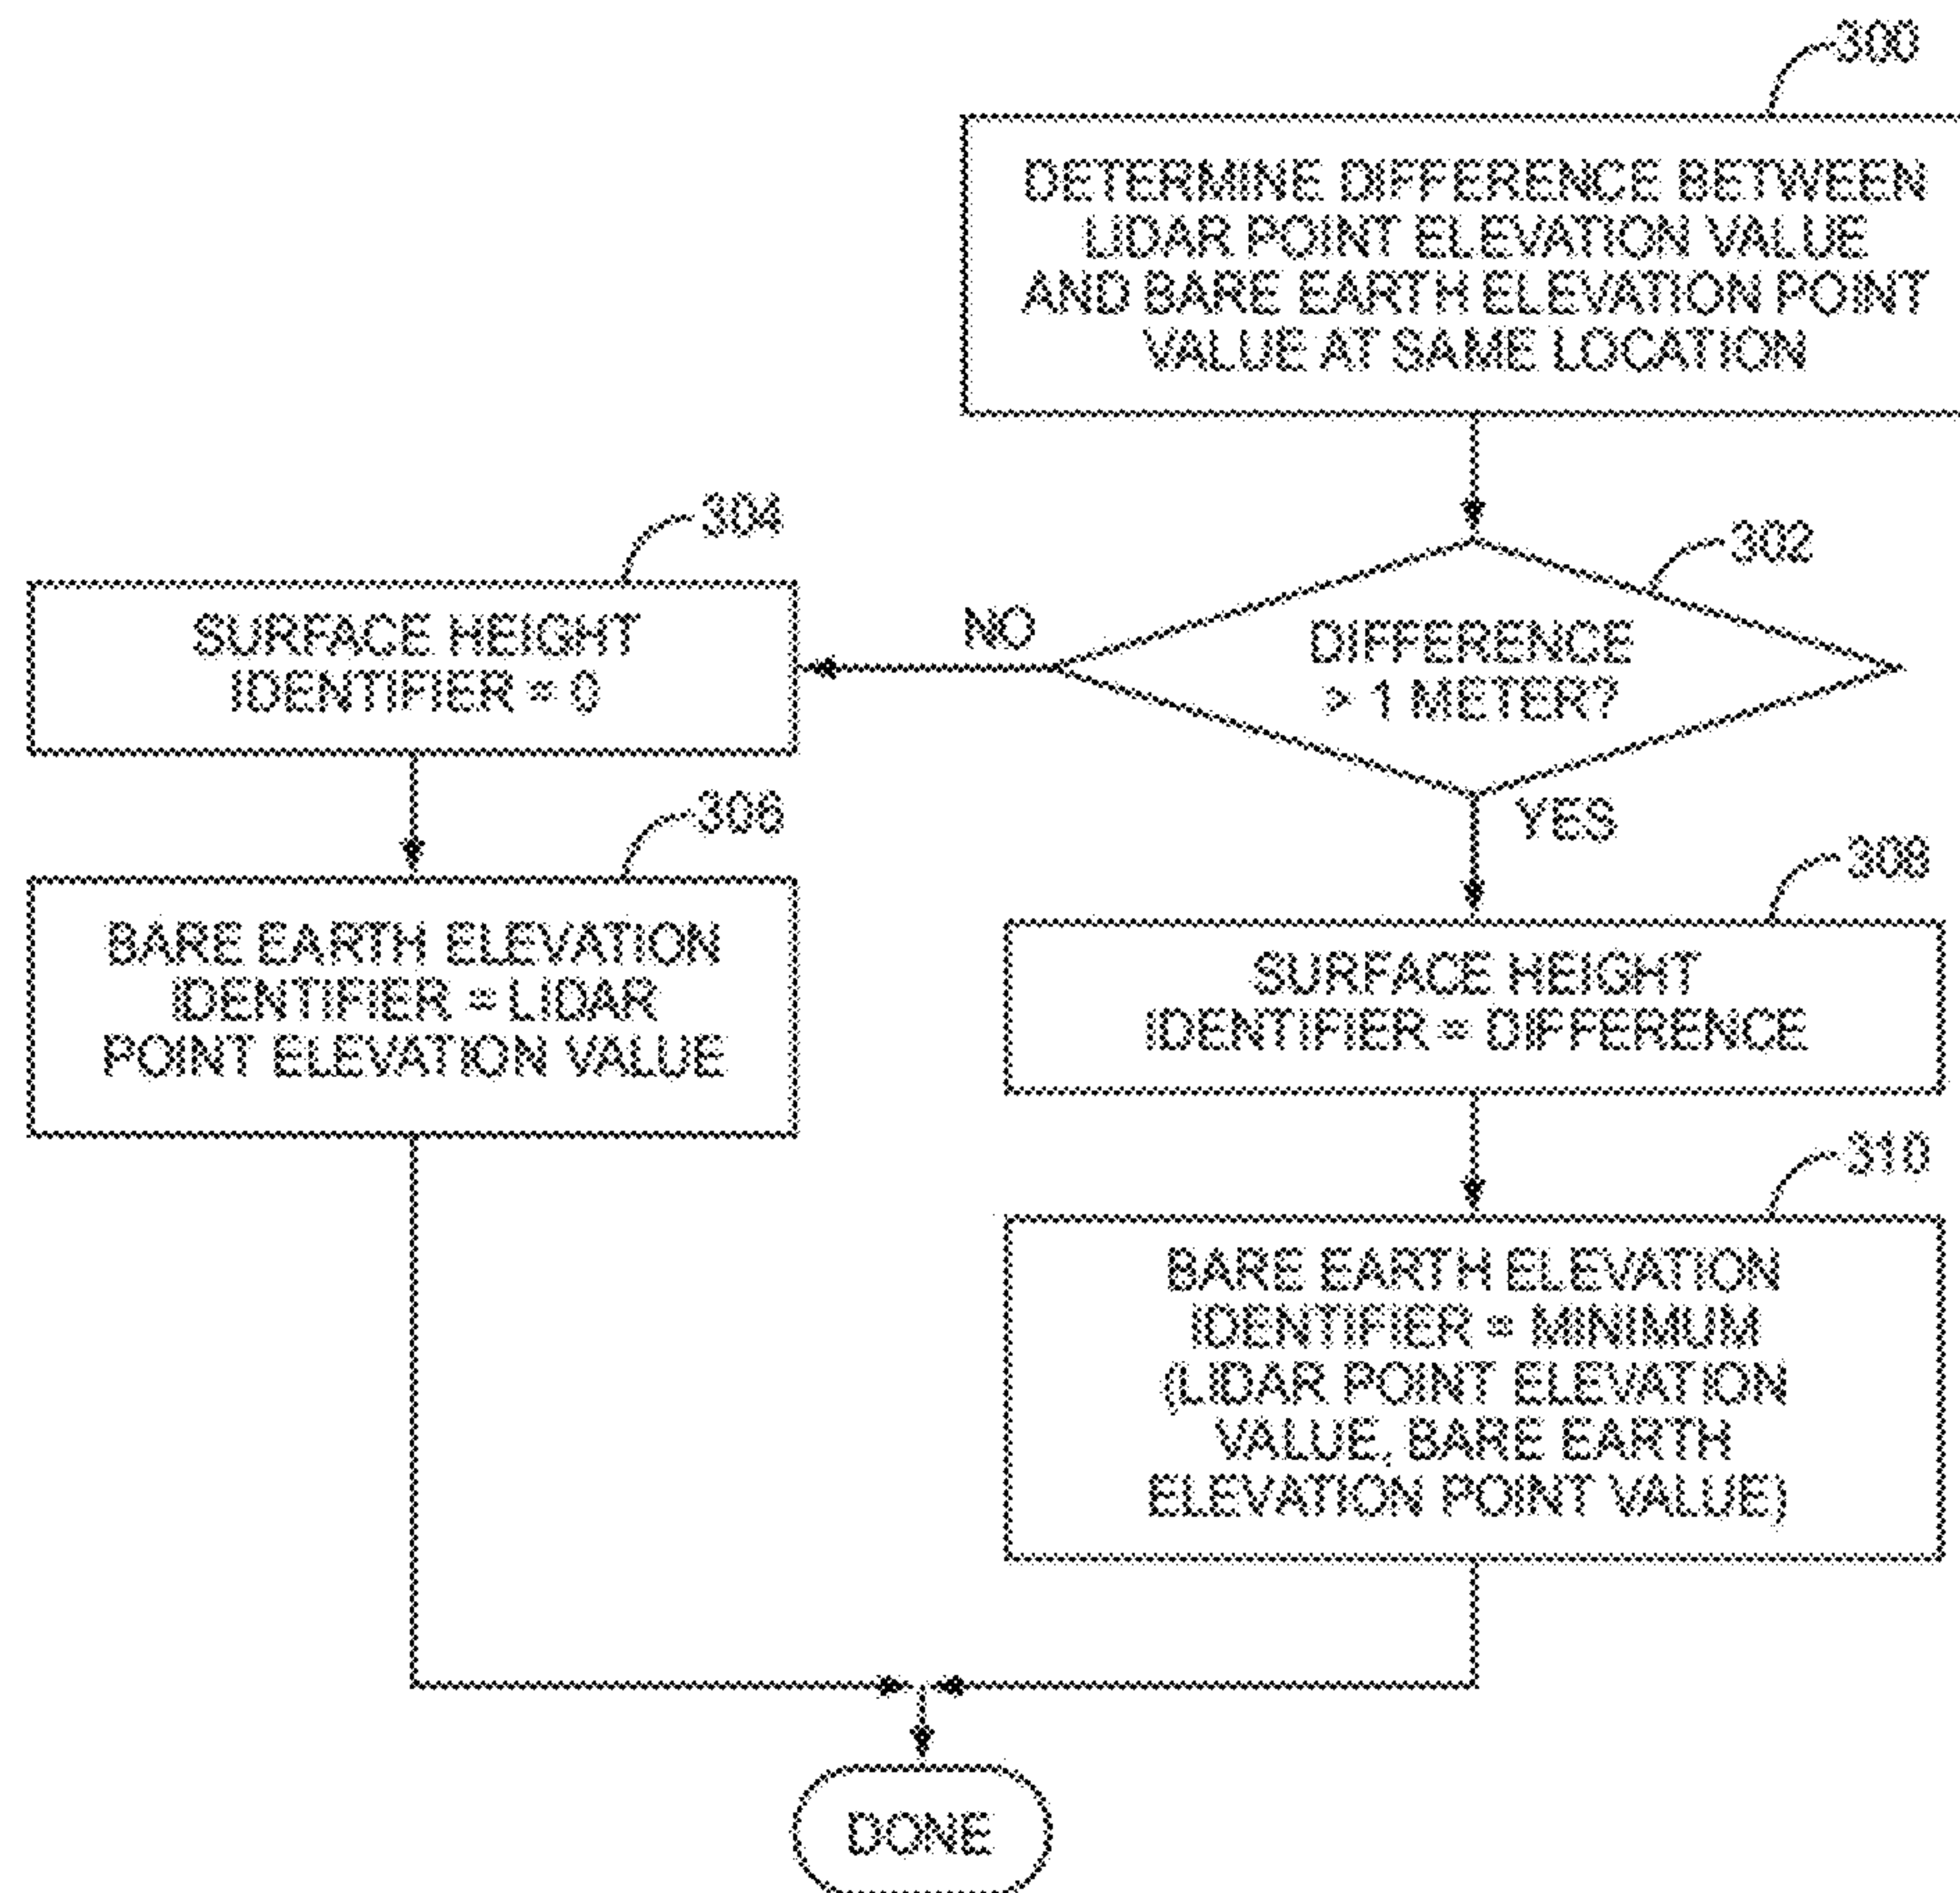 300
DETERMINE DIFFERENCE BETWEEN
LIDAR POINT ELEVATION VALUE
AND BARE EARTH ELEVATION POINT
VALUE AT SAME LOCATION
302
DIFFERENCE
> 1 METER?
NO
304
SURFACE HEIGHT
IDENTIFIER = 0
306
BARE EARTH ELEVATION
IDENTIFIER = LIDAR
POINT ELEVATION VALUE
YES
308
SURFACE HEIGHT
IDENTIFIER = DIFFERENCE
310
BARE EARTH ELEVATION
IDENTIFIER = MINIMUM
(LIDAR POINT ELEVATION
VALUE, BARE EARTH
ELEVATION POINT VALUE)
DONE